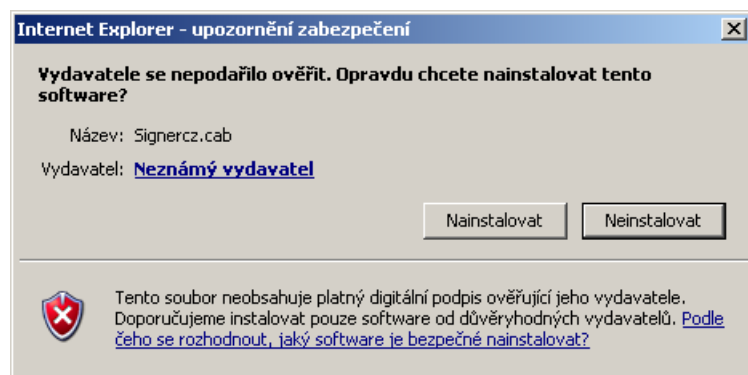 Internet Explorer - upozornění zabezpečení
Vydavatele se nepodařilo ověřit. Opravdu chcete nainstalovat tento
software?
Název: Signercz.cab
Vydavatel: Neznámý vydavatel
Nainstalovat Neinstalovat
Tento soubor neobsahuje platný digitální podpis ověřující jeho vydavatele.
Doporučujeme instalovat pouze software od důvěryhodných vydavatelů. Podle
čeho se rozhodnout, jaký software je bezpečné nainstalovat?